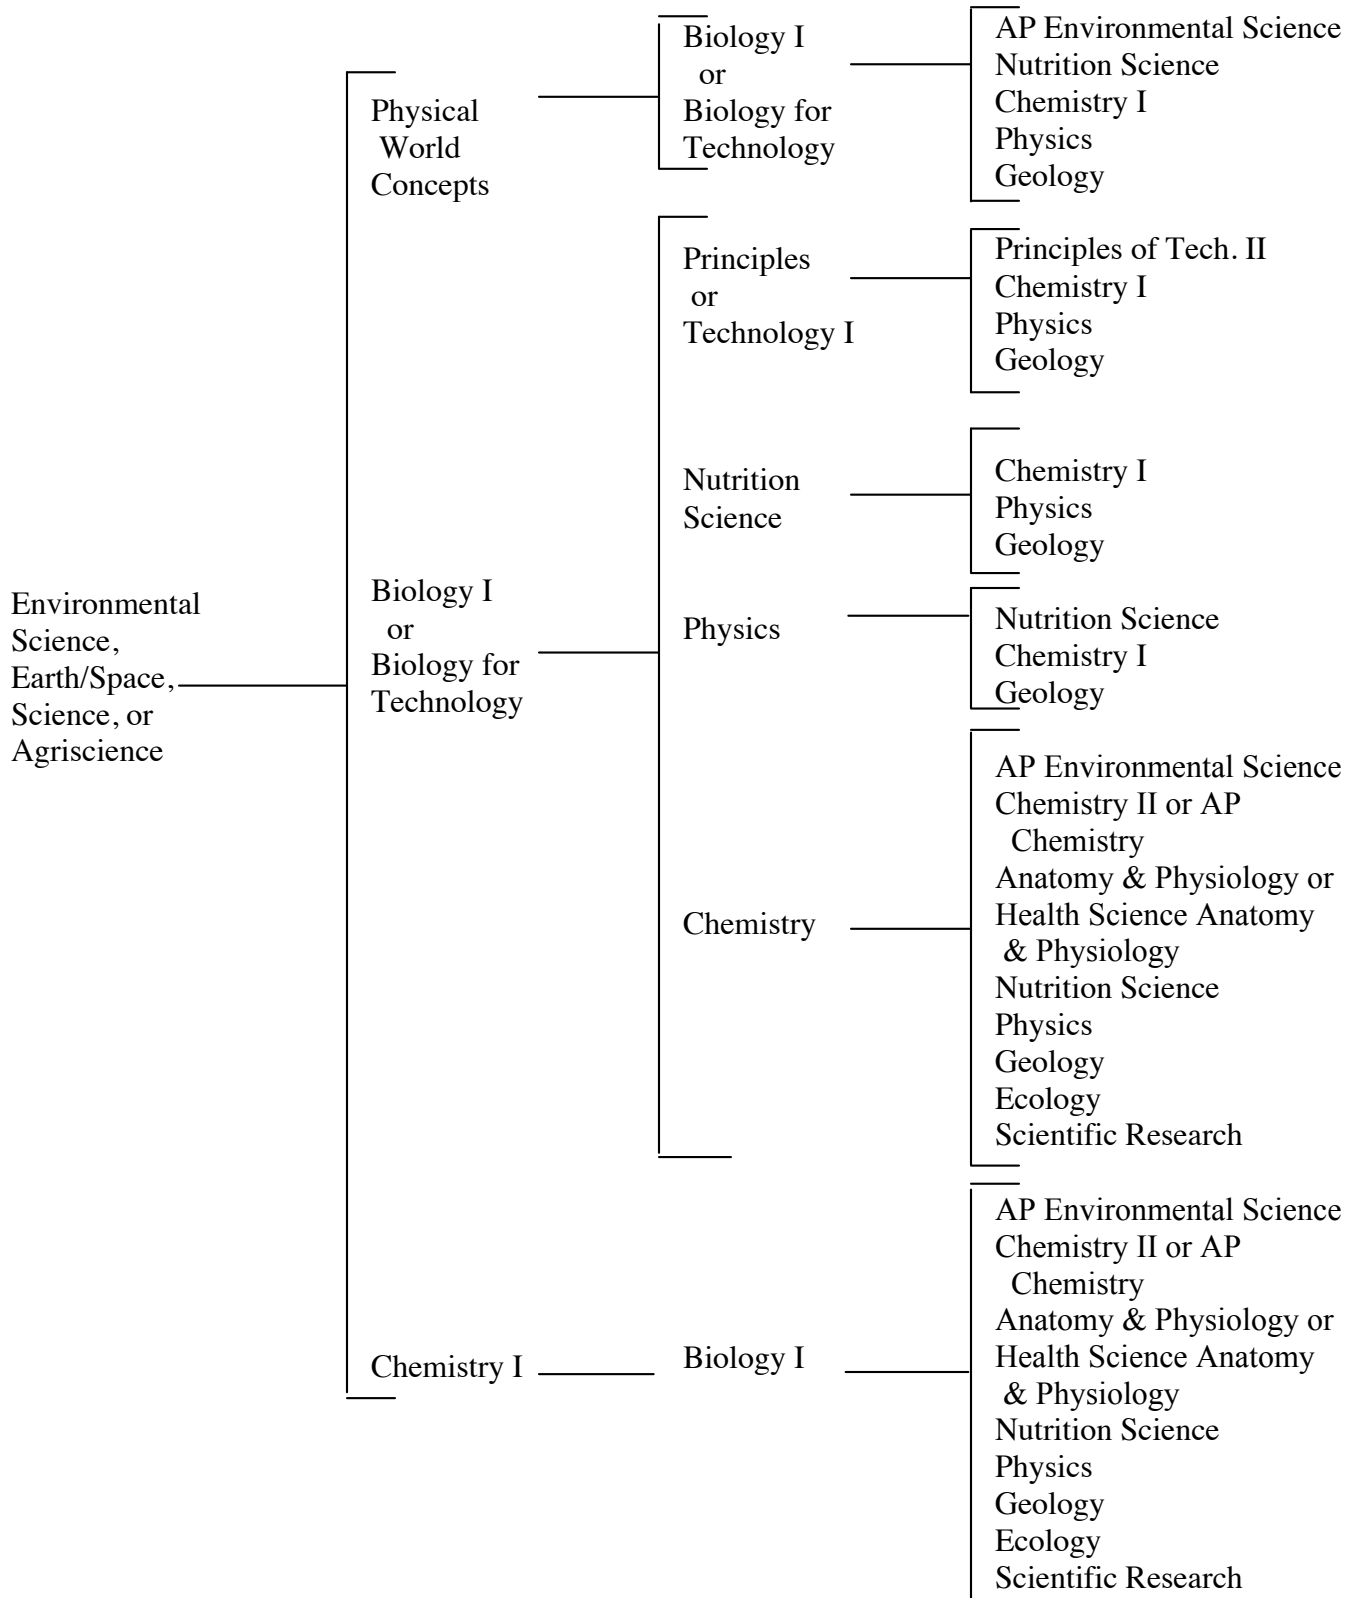 Environmental
Science,
Earth/Space,
Science, or
Agriscience
Physical
World
Concepts
Biology I
or
Biology for
Technology
AP Environmental Science
Nutrition Science
Chemistry I
Physics
Geology
Biology I
or
Biology for
Technology
Principles
or
Technology I
Principles of Tech. II
Chemistry I
Physics
Geology
Nutrition
Science
Chemistry I
Physics
Geology
Physics
Nutrition Science
Chemistry I
Geology
Chemistry
AP Environmental Science
Chemistry II or AP
Chemistry
Anatomy & Physiology or
Health Science Anatomy
& Physiology
Nutrition Science
Physics
Geology
Ecology
Scientific Research
Chemistry I
Biology I
AP Environmental Science
Chemistry II or AP
Chemistry
Anatomy & Physiology or
Health Science Anatomy
& Physiology
Nutrition Science
Physics
Geology
Ecology
Scientific Research